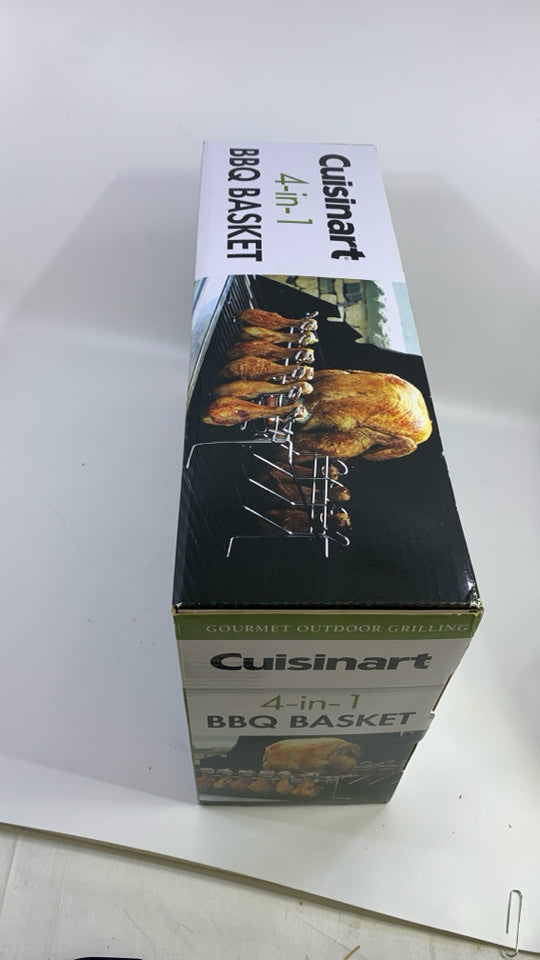 Cuisinart
4-in-1
BBQ BASKET
GOURMET OUTDOOR GRILLING
Cuisinart
4-in-1
BBQ BASKET